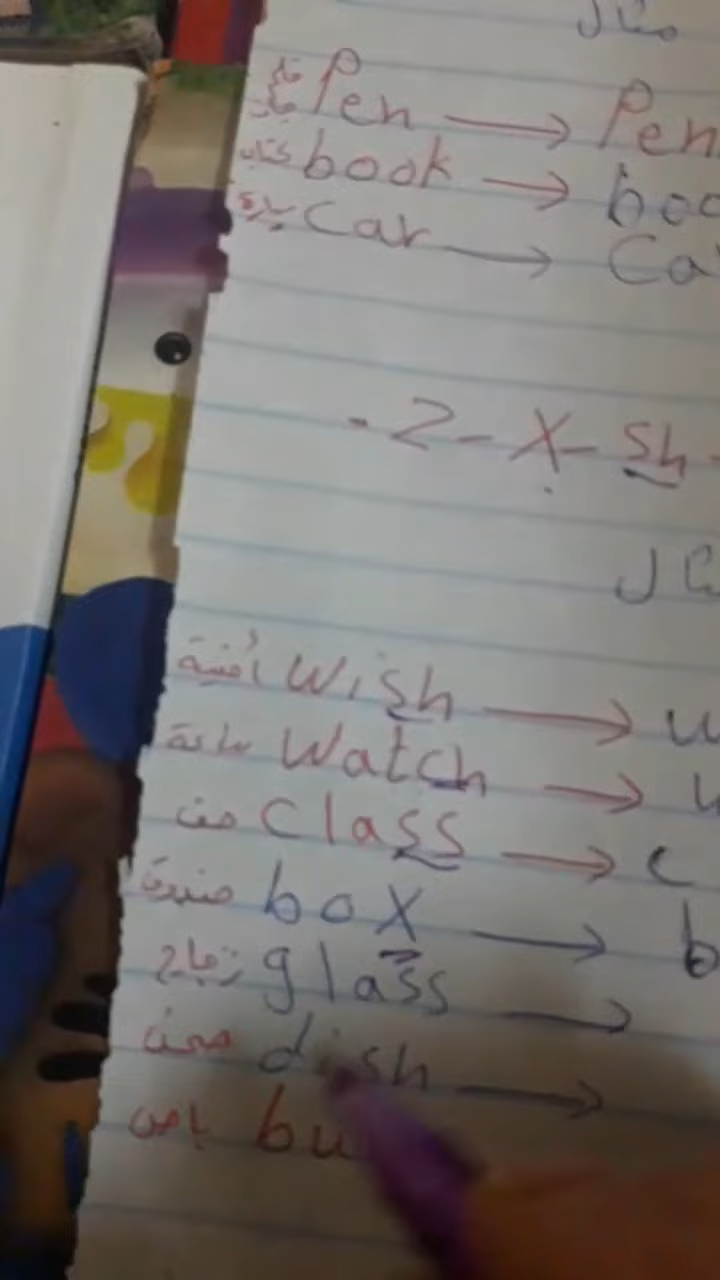 مثال
Pen → Pen
كتاب book → boo
سيارة Car → Ca
- Z - X - Sh -
مثال
أمنية Wish → w
ساعة Watch → w
صف Class → c
صندوق box → b
زجاج glass →
صحن dish →
باص bu